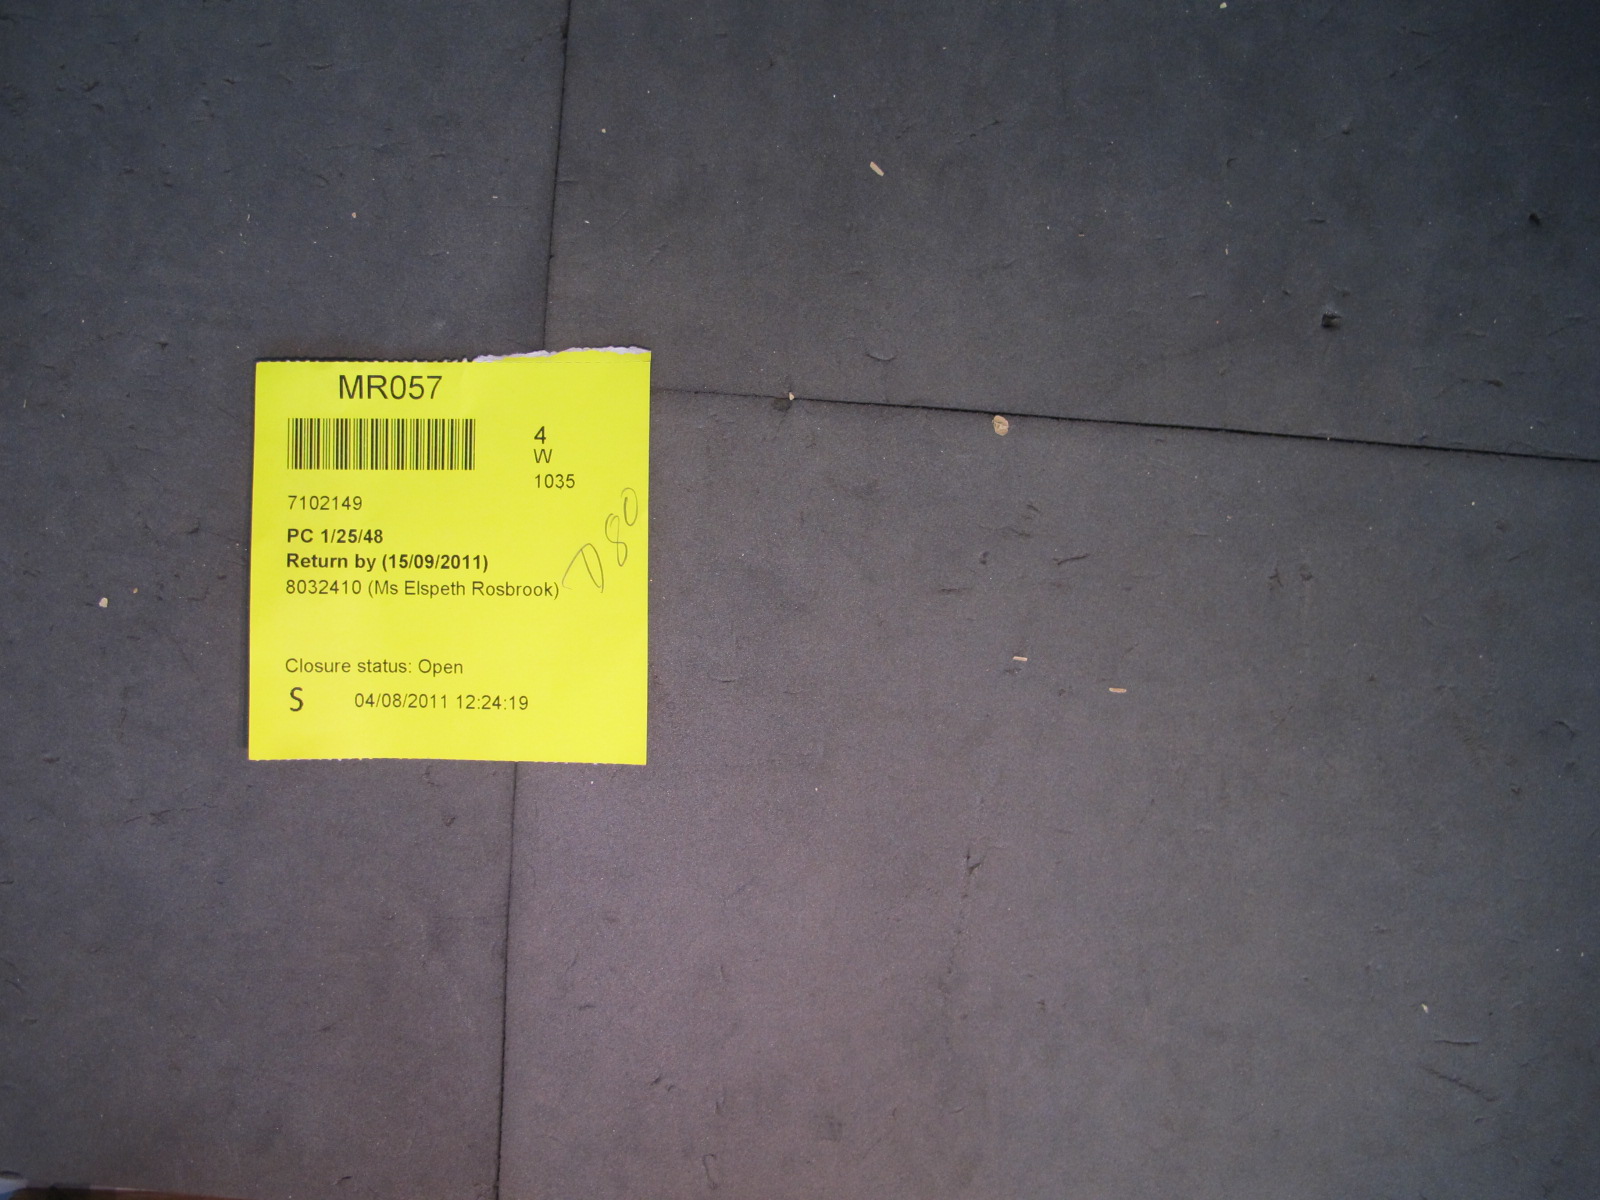 MR057
4
W
1035
7102149
PC 1/25/48
Return by (15/09/2011)
8032410 (Ms Elspeth Rosbrook)
D80
Closure status: Open
S 04/08/2011 12:24:19